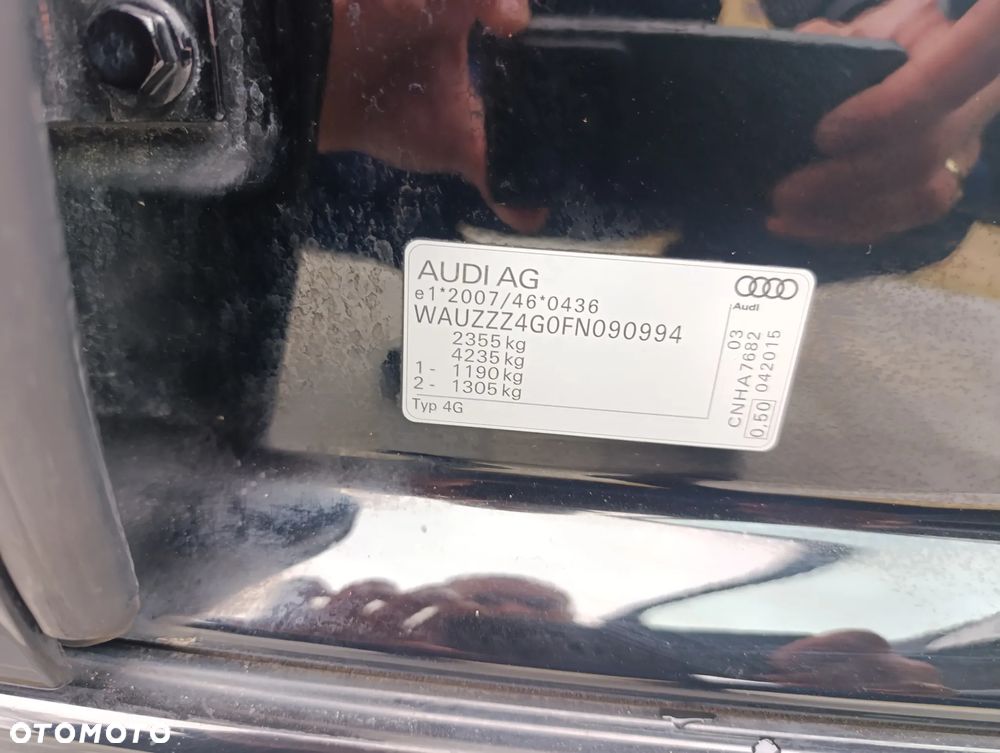 AUDI AG
e1*2007/46*0436
WAUZZZ4G0FN090994
2355 kg
4235 kg
1 - 1190 kg
2 - 1305 kg
Typ 4G
Audi
03
CNHA7682
0,50 042015
OTOMOTO